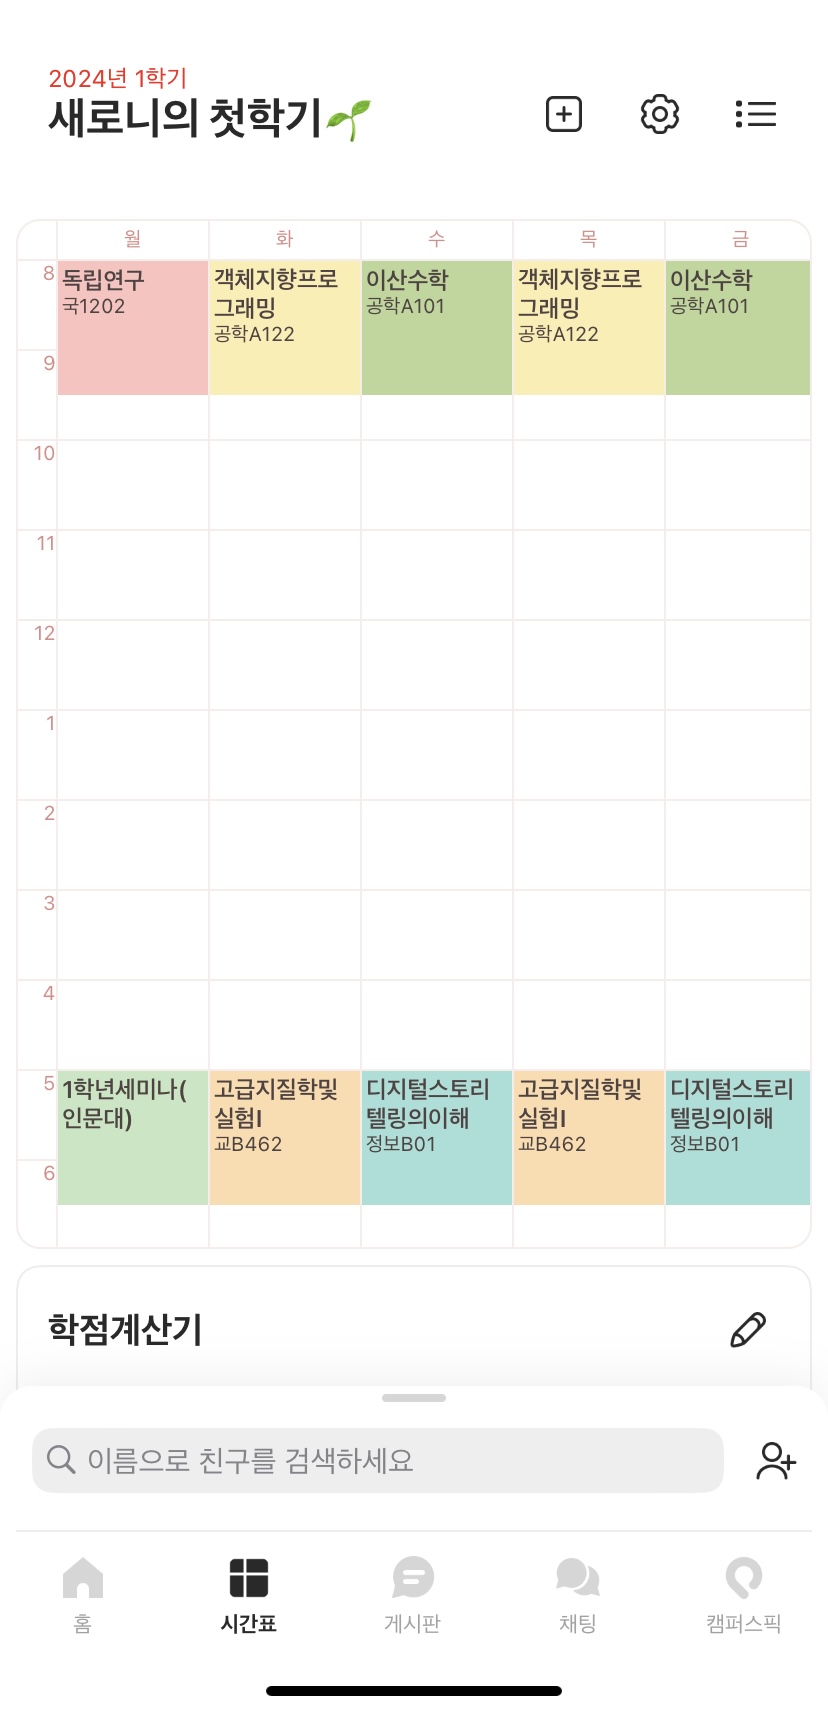 2024년 1학기
새로니의 첫학기🌱
월 화 수 목 금
8
독립연구
국1202
객체지향프로
그래밍
공학A122
이산수학
공학A101
객체지향프로
그래밍
공학A122
이산수학
공학A101
9
10
11
12
1
2
3
4
5
1학년세미나(
인문대)
고급지질학및
실험I
교B462
디지털스토리
텔링의이해
정보B01
고급지질학및
실험I
교B462
디지털스토리
텔링의이해
정보B01
6
학점계산기
이름으로 친구를 검색하세요
홈 시간표 게시판 채팅 캠퍼스픽